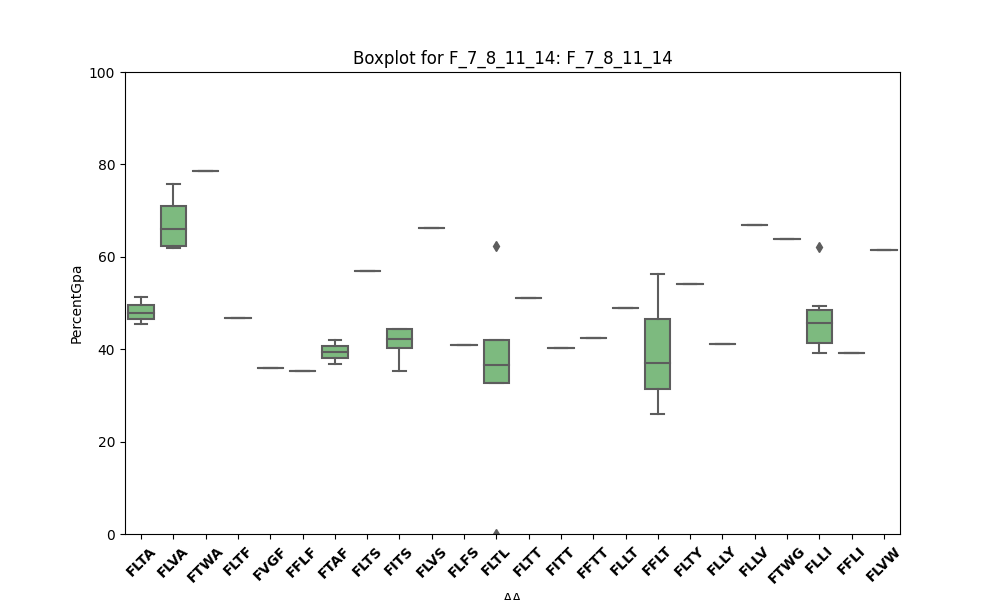 Boxplot for F_7_8_11_14: F_7_8_11_14
100
80
60
40
20
0
PercentGpa
FLTA FLVA FTWA FLTF FVGF FFLF FTAF FLTS FITS FLVS FLFS FLTL FLTT FITT FFTT FLLT FFLT FLTY FLLY FLLV FTWG FLLI FFLI FLVW
AA